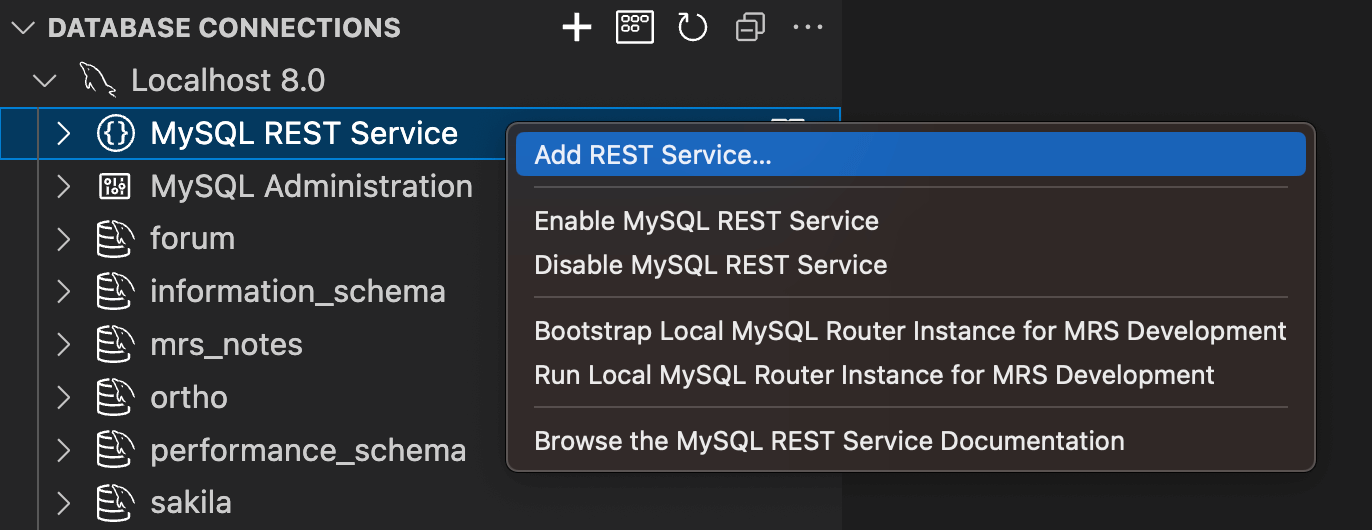 DATABASE CONNECTIONS
Localhost 8.0
MySQL REST Service
MySQL Administration
forum
information_schema
mrs_notes
ortho
performance_schema
sakila
Add REST Service...
Enable MySQL REST Service
Disable MySQL REST Service
Bootstrap Local MySQL Router Instance for MRS Development
Run Local MySQL Router Instance for MRS Development
Browse the MySQL REST Service Documentation